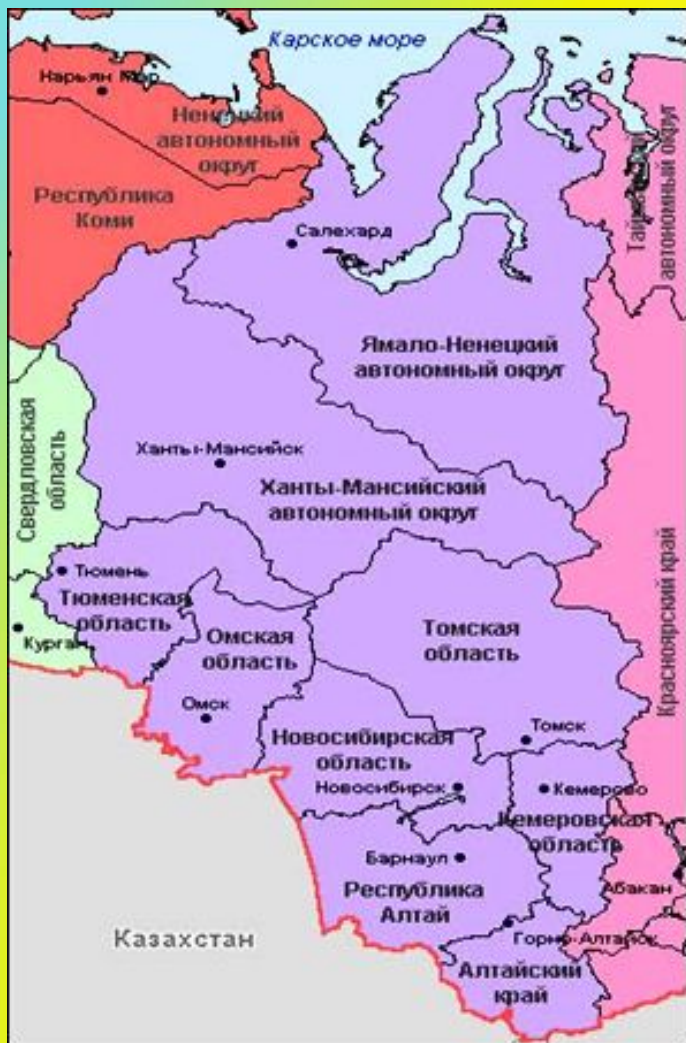 Карское море
Нарьян Мар
Ненецкий
автономный
округ
Республика
Коми
Салехард
автономный округ
Ямало-Ненецкий
автономный округ
Свердловская
область
Ханты-Мансийск
Ханты-Мансийский
автономный округ
Красноярский край
Тюмень
Тюменская
область
Курган
Омская
область
Томская
область
Омск
Томск
Новосибирская
область
Новосибирск
Кемерово
Кемеровская
область
Барнаул
Абакан
Республика
Алтай
Горно-Алтайск
Казахстан
Алтайский
край